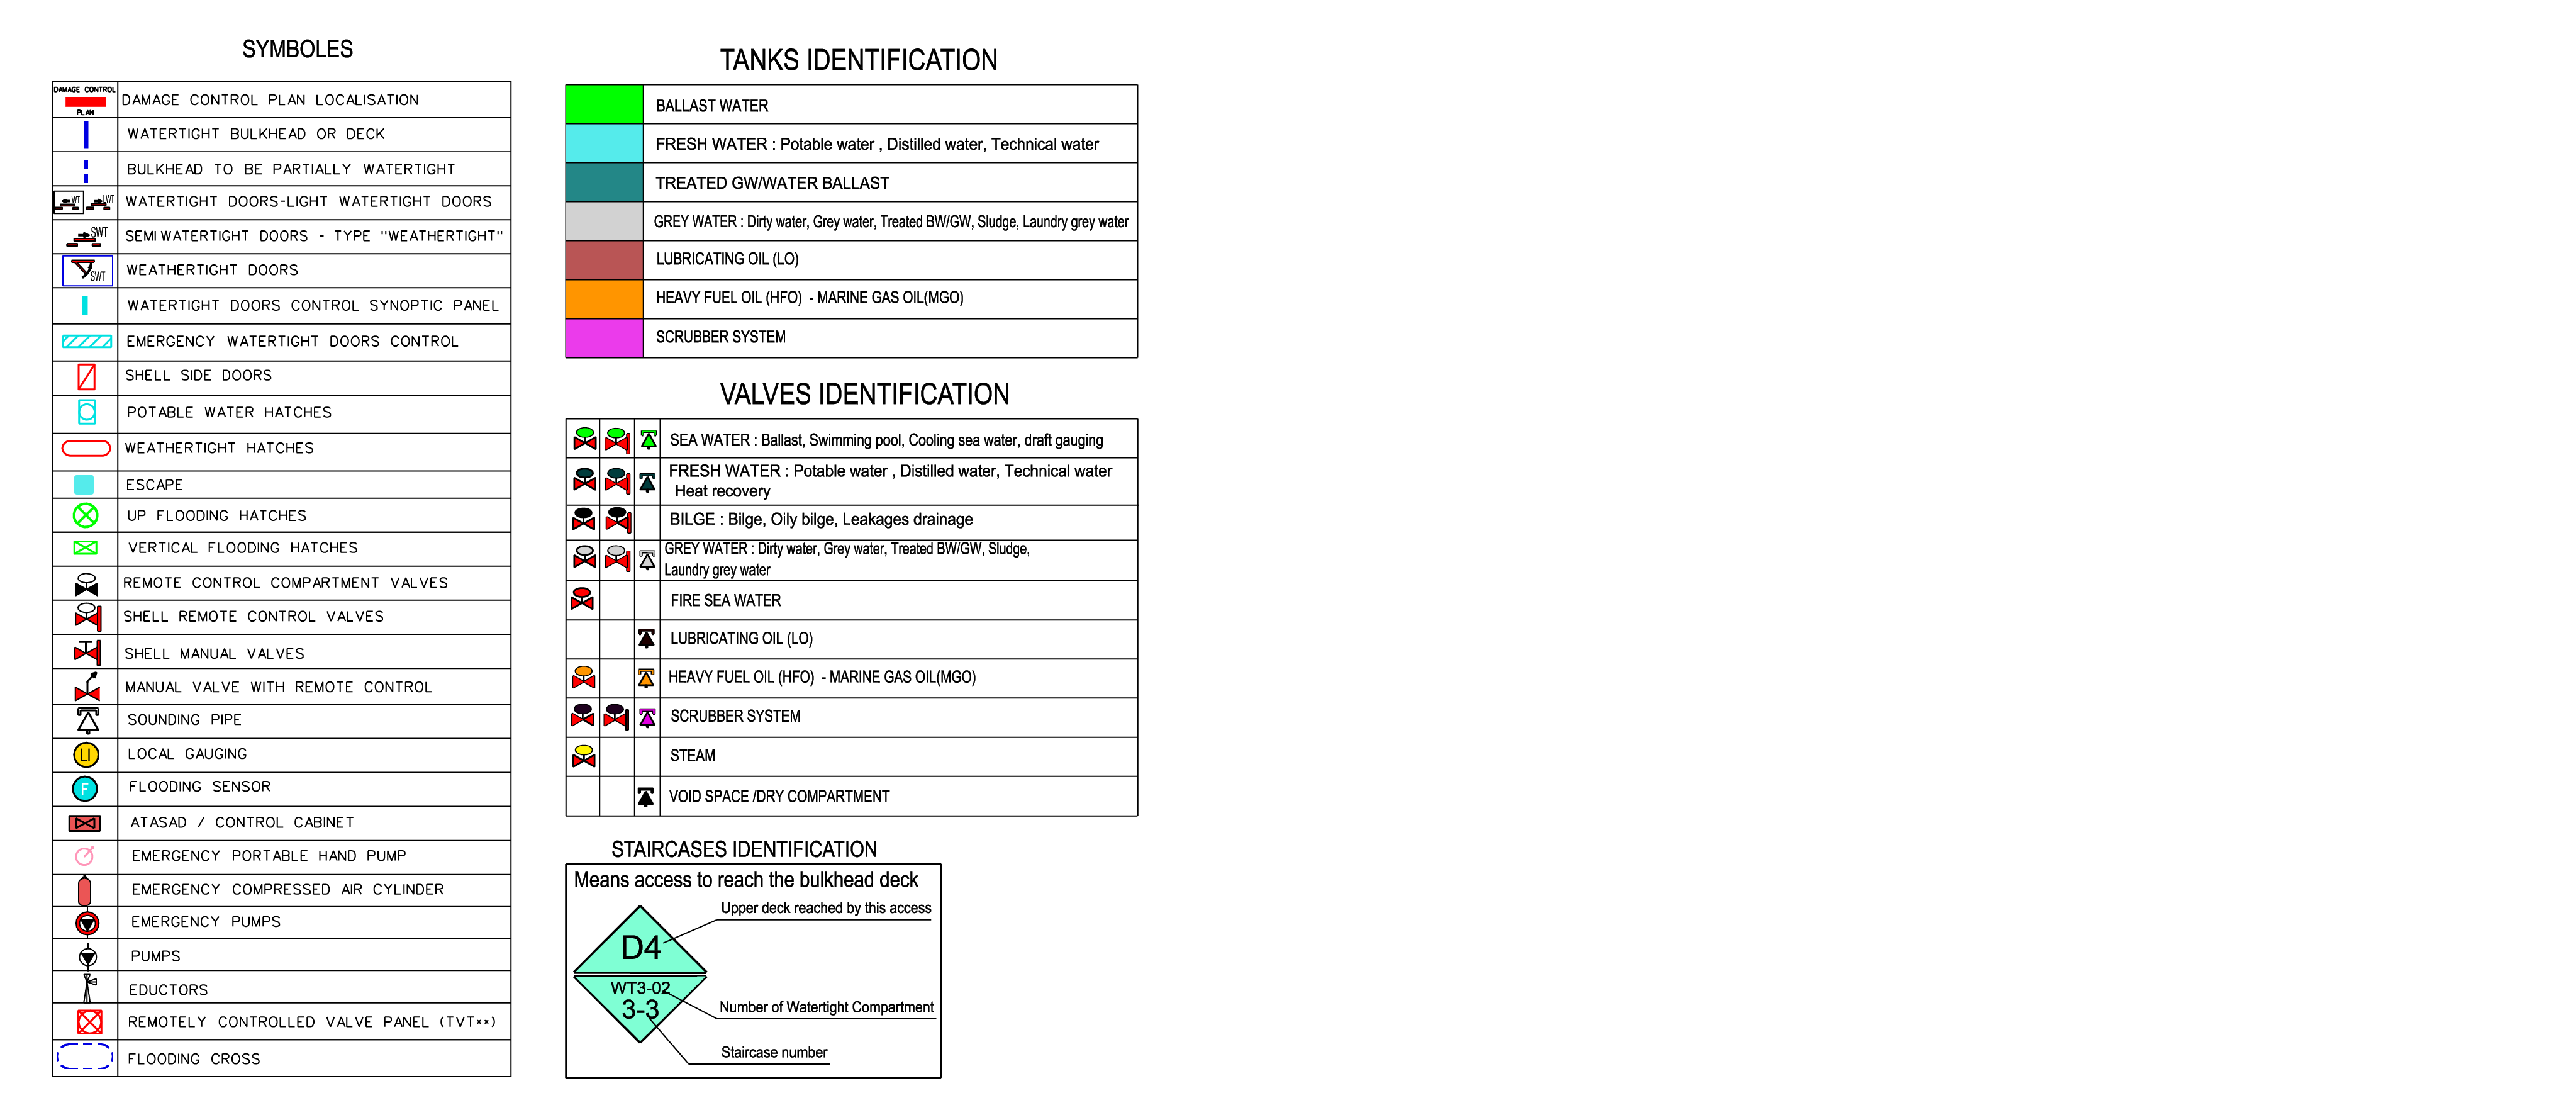 SYMBOLES
DAMAGE CONTROL
PLAN
DAMAGE CONTROL PLAN LOCALISATION
WATERTIGHT BULKHEAD OR DECK
BULKHEAD TO BE PARTIALLY WATERTIGHT
WT LWT
WATERTIGHT DOORS-LIGHT WATERTIGHT DOORS
SWT
SEMI WATERTIGHT DOORS - TYPE "WEATHERTIGHT"
SWT
WEATHERTIGHT DOORS
WATERTIGHT DOORS CONTROL SYNOPTIC PANEL
EMERGENCY WATERTIGHT DOORS CONTROL
SHELL SIDE DOORS
POTABLE WATER HATCHES
WEATHERTIGHT HATCHES
ESCAPE
UP FLOODING HATCHES
VERTICAL FLOODING HATCHES
REMOTE CONTROL COMPARTMENT VALVES
SHELL REMOTE CONTROL VALVES
SHELL MANUAL VALVES
MANUAL VALVE WITH REMOTE CONTROL
SOUNDING PIPE
LI
LOCAL GAUGING
F
FLOODING SENSOR
ATASAD / CONTROL CABINET
EMERGENCY PORTABLE HAND PUMP
EMERGENCY COMPRESSED AIR CYLINDER
EMERGENCY PUMPS
PUMPS
EDUCTORS
REMOTELY CONTROLLED VALVE PANEL (TVT**)
FLOODING CROSS
TANKS IDENTIFICATION
BALLAST WATER
FRESH WATER : Potable water , Distilled water, Technical water
TREATED GW/WATER BALLAST
GREY WATER : Dirty water, Grey water, Treated BW/GW, Sludge, Laundry grey water
LUBRICATING OIL (LO)
HEAVY FUEL OIL (HFO) - MARINE GAS OIL(MGO)
SCRUBBER SYSTEM
VALVES IDENTIFICATION
SEA WATER : Ballast, Swimming pool, Cooling sea water, draft gauging
FRESH WATER : Potable water , Distilled water, Technical water
Heat recovery
BILGE : Bilge, Oily bilge, Leakages drainage
GREY WATER : Dirty water, Grey water, Treated BW/GW, Sludge,
Laundry grey water
FIRE SEA WATER
LUBRICATING OIL (LO)
HEAVY FUEL OIL (HFO) - MARINE GAS OIL(MGO)
SCRUBBER SYSTEM
STEAM
VOID SPACE /DRY COMPARTMENT
STAIRCASES IDENTIFICATION
Means access to reach the bulkhead deck
Upper deck reached by this access
D4
WT3-02
3-3
Number of Watertight Compartment
Staircase number